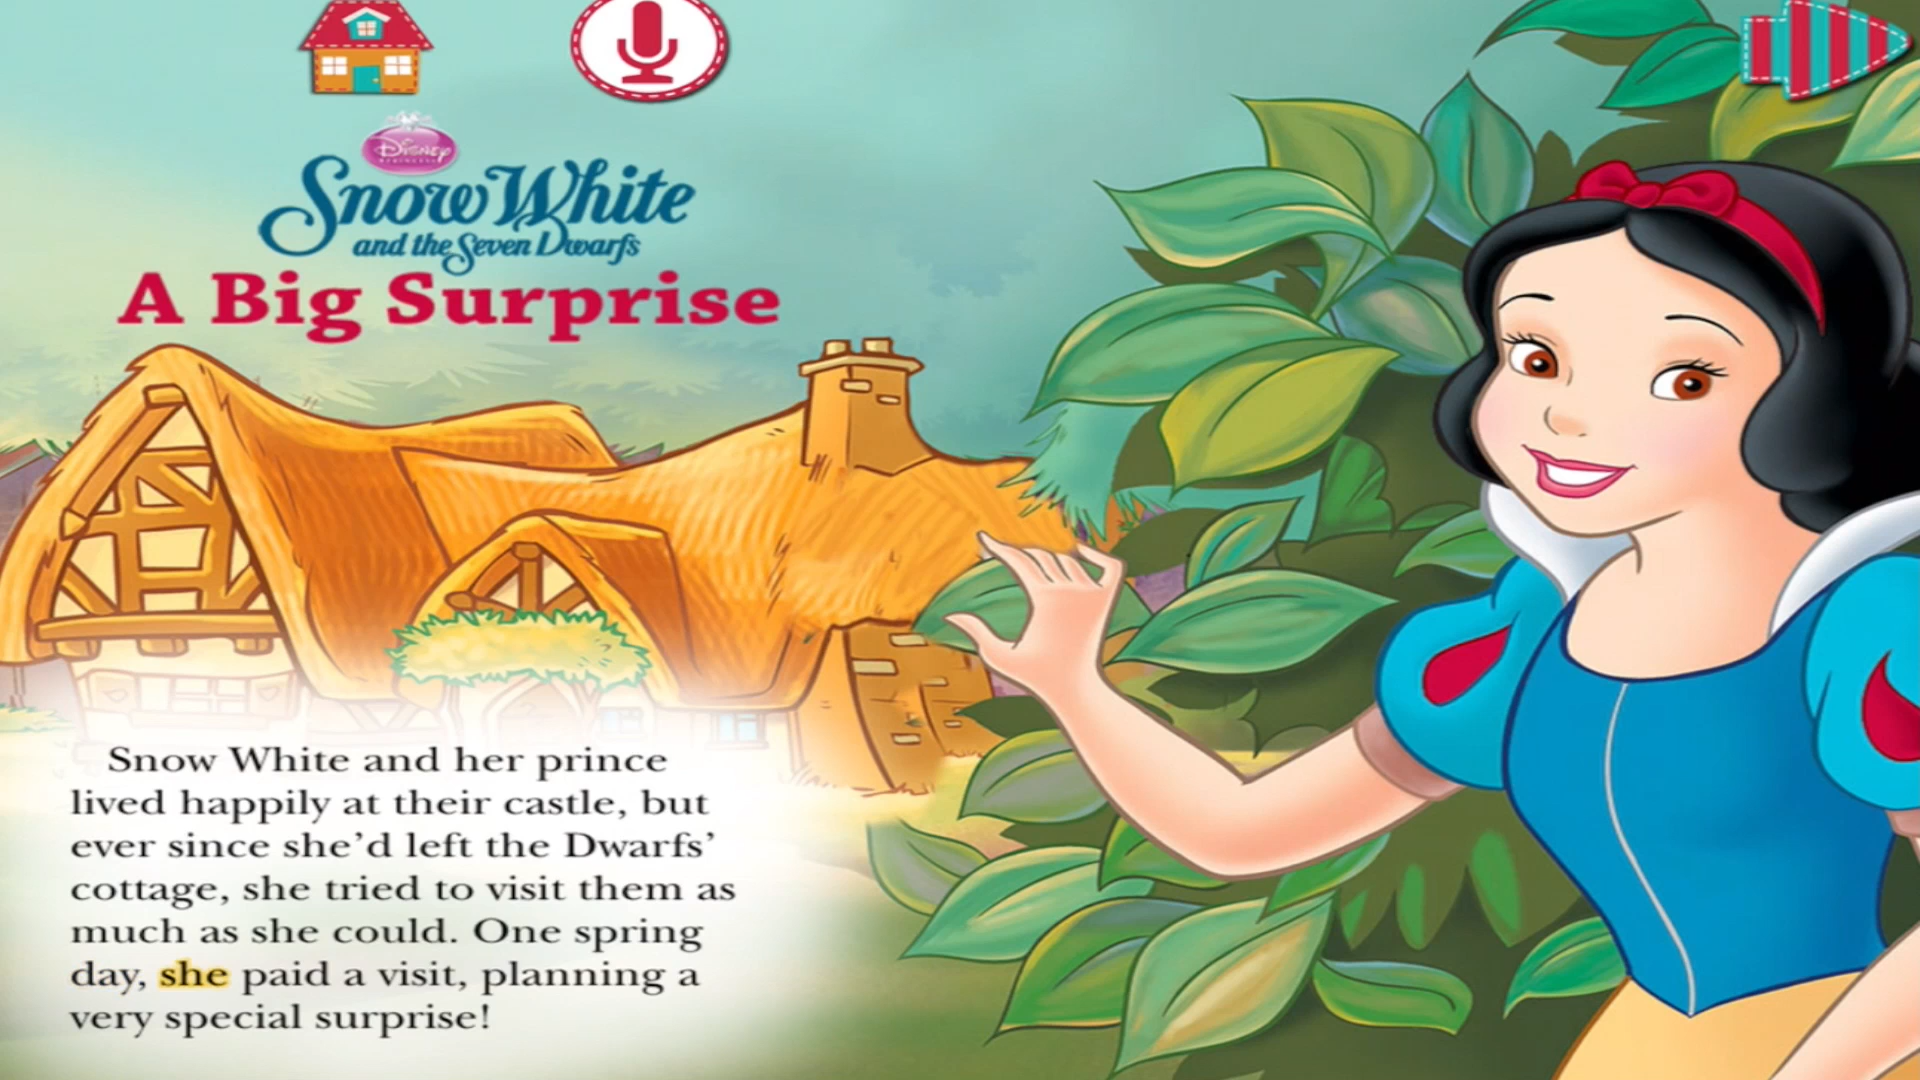 Disney
PRINCESS
Snow White
and the Seven Dwarfs
A Big Surprise
Snow White and her prince
lived happily at their castle, but
ever since she’d left the Dwarfs’
cottage, she tried to visit them as
much as she could. One spring
day, she paid a visit, planning a
very special surprise!